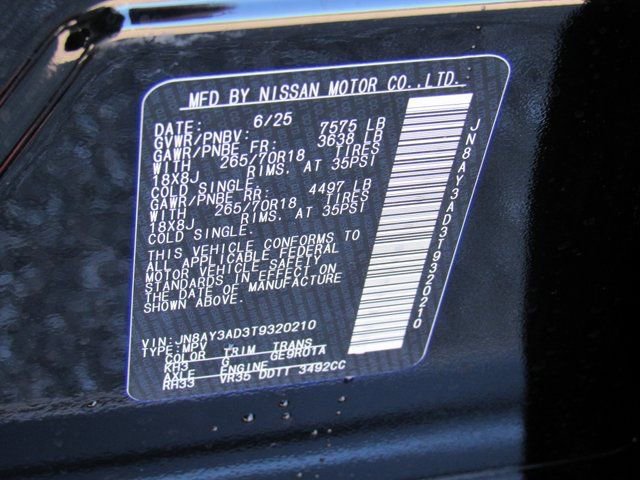 MFD BY NISSAN MOTOR CO.,LTD.
DATE: 6/25
GVWR/PNBV: 7575 LB
GAWR/PNBE FR: 3638 LB
WITH 265/70R18 TIRES
18X8J RIMS. AT 35PSI
COLD SINGLE.
GAWR/PNBE RR: 4497 LB
WITH 265/70R18 TIRES
18X8J RIMS. AT 35PSI
COLD SINGLE.
THIS VEHICLE CONFORMS TO
ALL APPLICABLE FEDERAL
MOTOR VEHICLE SAFETY
STANDARDS IN EFFECT ON
THE DATE OF MANUFACTURE
SHOWN ABOVE.
VIN: JN8AY3AD3T9320210
TYPE: MPV
COLOR TRIM TRANS
KH3 G GE9R01A
AXLE ENGINE
RH33 VR35 DDTT 3492CC
JN8AY3AD3T9320210